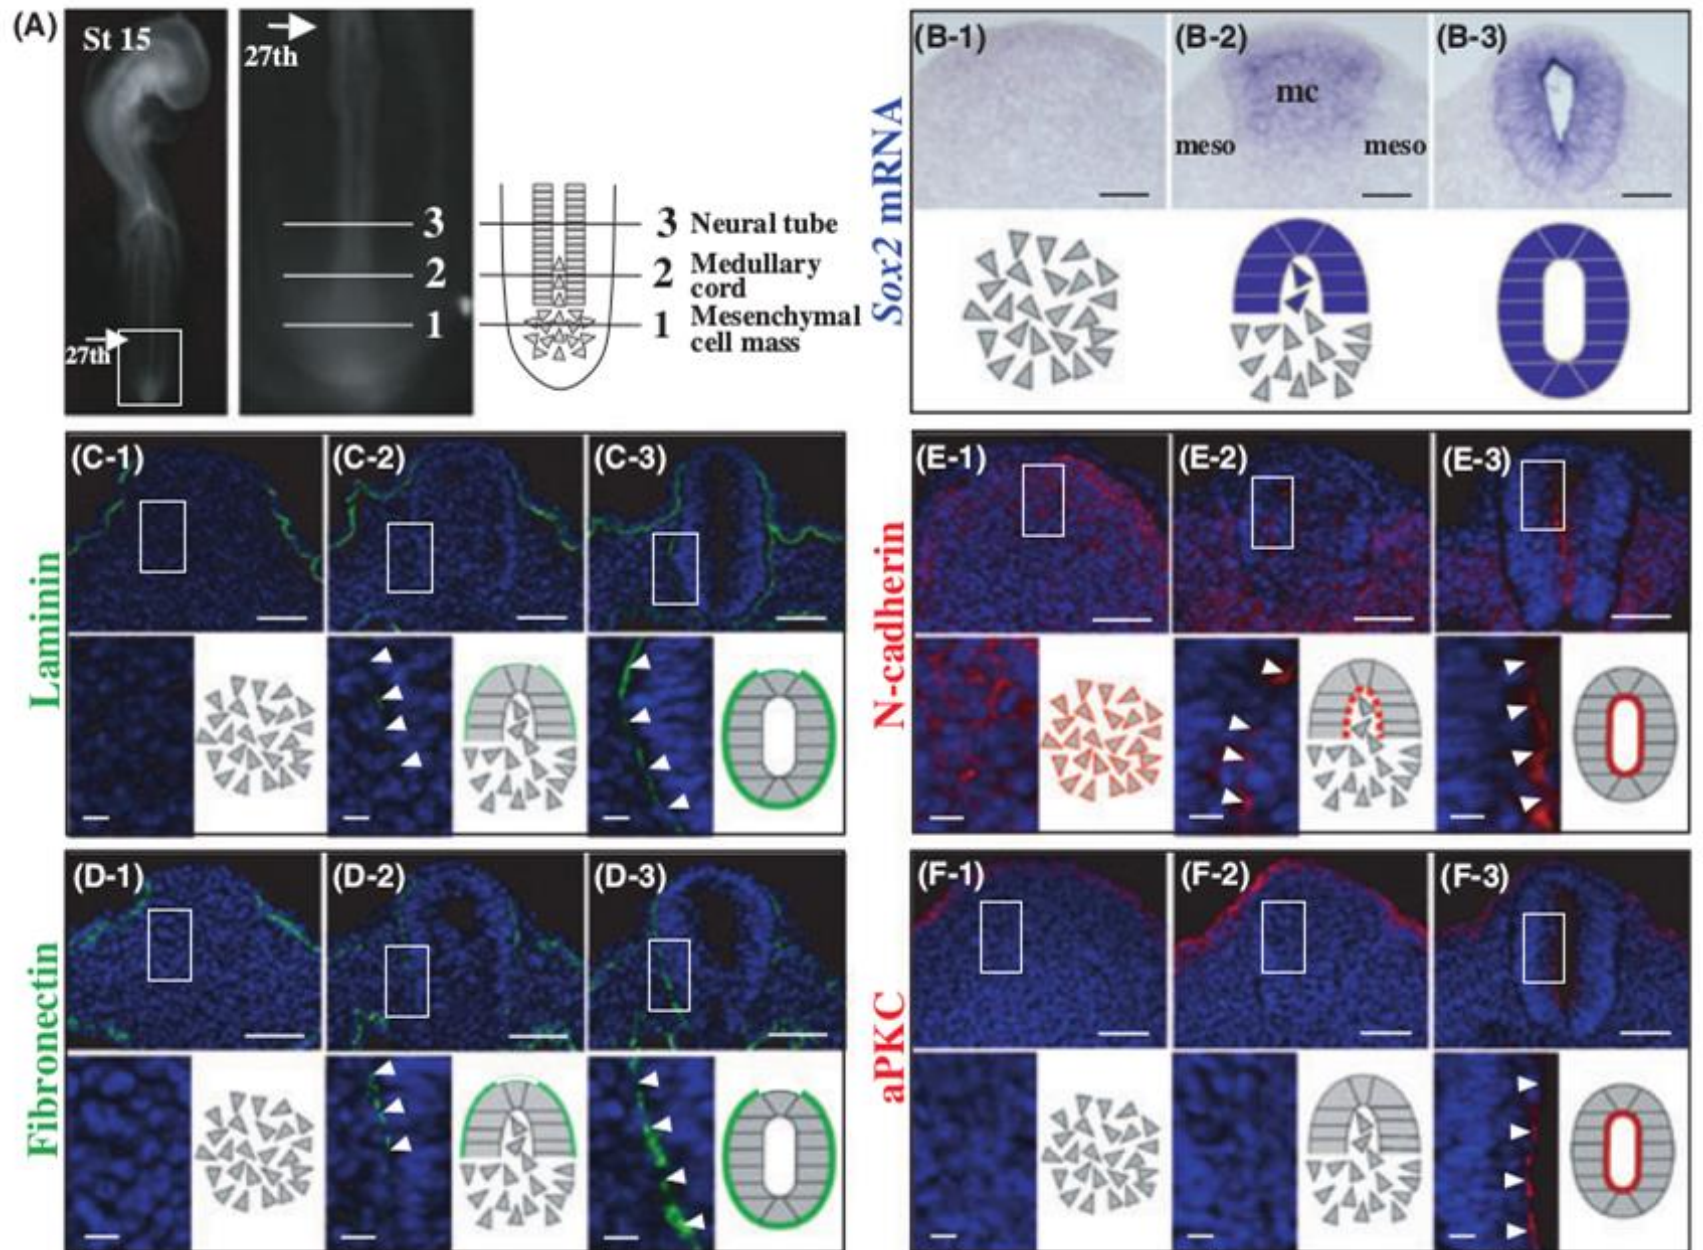 (A)
St 15
27th
27th
3
2
1
3 Neural tube
2 Medullary
cord
1 Mesenchymal
cell mass
Sox2 mRNA
(B-1)
(B-2)
mc
meso
meso
(B-3)
Laminin
(C-1)
(C-2)
(C-3)
N-cadherin
(E-1)
(E-2)
(E-3)
Fibronectin
(D-1)
(D-2)
(D-3)
aPKC
(F-1)
(F-2)
(F-3)